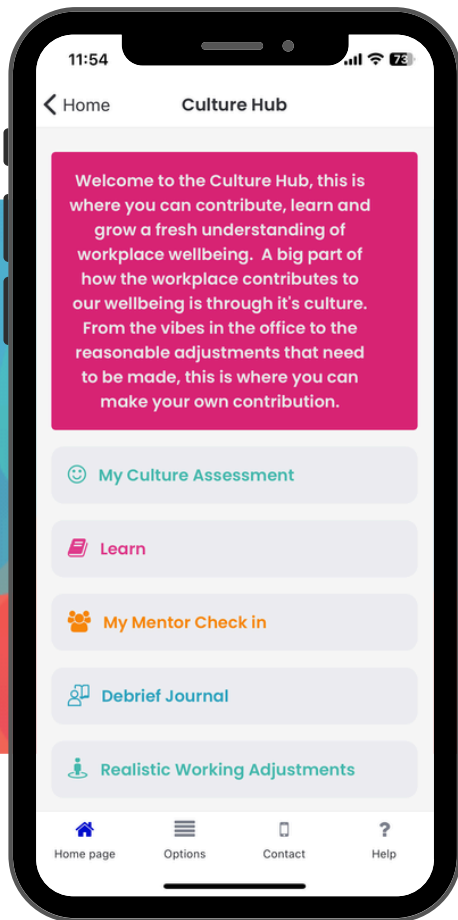 11:54
73
Home
Culture Hub
Welcome to the Culture Hub, this is
where you can contribute, learn and
grow a fresh understanding of
workplace wellbeing. A big part of
how the workplace contributes to
our wellbeing is through it's culture.
From the vibes in the office to the
reasonable adjustments that need
to be made, this is where you can
make your own contribution.
My Culture Assessment
Learn
My Mentor Check in
Debrief Journal
Realistic Working Adjustments
Home page
Options
Contact
Help